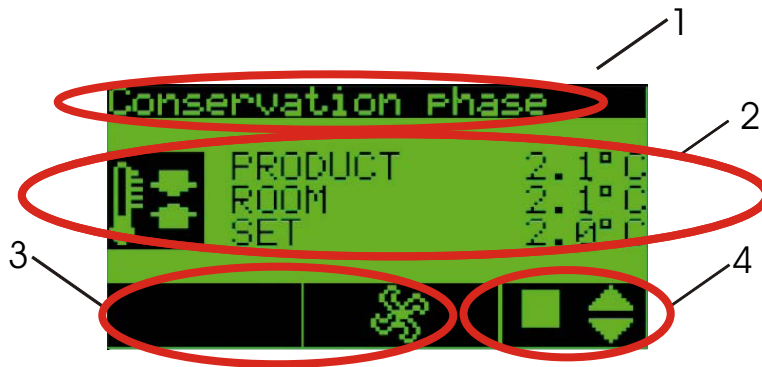 1
Conservation phase
2
PRODUCT 2.1°C
ROOM 2.1°C
SET 2.0°C
3
4